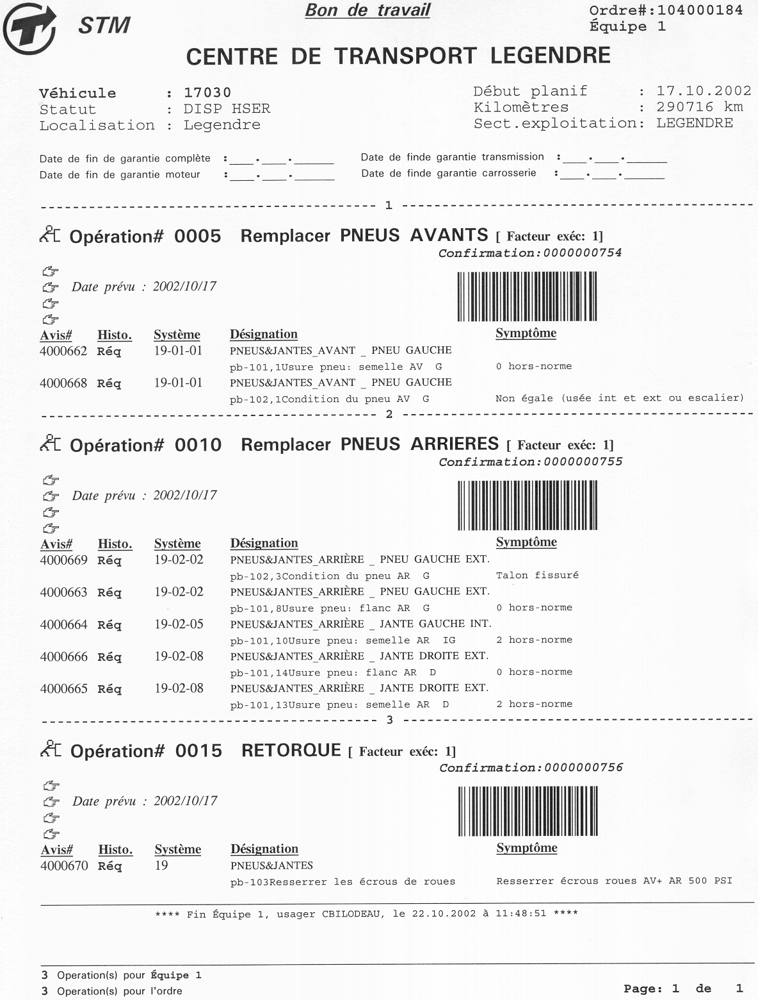 Bon de travail
Ordre#:104000184
STM
Équipe 1
CENTRE DE TRANSPORT LEGENDRE
Véhicule : 17030 Début planif : 17.10.2002
Statut : DISP HSER Kilomètres : 290716 km
Localisation : Legendre Sect.exploitation: LEGENDRE
Date de fin de garantie complète :___.___.______ Date de finde garantie transmission :___.___.______
Date de fin de garantie moteur :___.___.______ Date de finde garantie carrosserie :___.___.______
------------------------------------------ 1 --------------------------------------------
Opération# 0005 Remplacer PNEUS AVANTS [ Facteur exéc: 1]
Confirmation:0000000754
Date prévu : 2002/10/17
Avis# Histo. Système Désignation Symptôme
4000662 Réq 19-01-01 PNEUS&JANTES_AVANT _ PNEU GAUCHE
pb-101,1Usure pneu: semelle AV G 0 hors-norme
4000668 Réq 19-01-01 PNEUS&JANTES_AVANT _ PNEU GAUCHE
pb-102,1Condition du pneu AV G Non égale (usée int et ext ou escalier)
------------------------------------------ 2 --------------------------------------------
Opération# 0010 Remplacer PNEUS ARRIERES [ Facteur exéc: 1]
Confirmation:0000000755
Date prévu : 2002/10/17
Avis# Histo. Système Désignation Symptôme
4000669 Réq 19-02-02 PNEUS&JANTES_ARRIÈRE _ PNEU GAUCHE EXT.
pb-102,3Condition du pneu AR G Talon fissuré
4000663 Réq 19-02-02 PNEUS&JANTES_ARRIÈRE _ PNEU GAUCHE EXT.
pb-101,8Usure pneu: flanc AR G 0 hors-norme
4000664 Réq 19-02-05 PNEUS&JANTES_ARRIÈRE _ JANTE GAUCHE INT.
pb-101,10Usure pneu: semelle AR IG 2 hors-norme
4000666 Réq 19-02-08 PNEUS&JANTES_ARRIÈRE _ JANTE DROITE EXT.
pb-101,14Usure pneu: flanc AR D 0 hors-norme
4000665 Réq 19-02-08 PNEUS&JANTES_ARRIÈRE _ JANTE DROITE EXT.
pb-101,13Usure pneu: semelle AR D 2 hors-norme
------------------------------------------ 3 --------------------------------------------
Opération# 0015 RETORQUE [ Facteur exéc: 1]
Confirmation:0000000756
Date prévu : 2002/10/17
Avis# Histo. Système Désignation Symptôme
4000670 Réq 19 PNEUS&JANTES
pb-103Resserrer les écrous de roues Resserrer écrous roues AV+ AR 500 PSI
**** Fin Équipe 1, usager CBILODEAU, le 22.10.2002 à 11:48:51 ****
3 Operation(s) pour Équipe 1
3 Operation(s) pour l'ordre
Page: 1 de 1